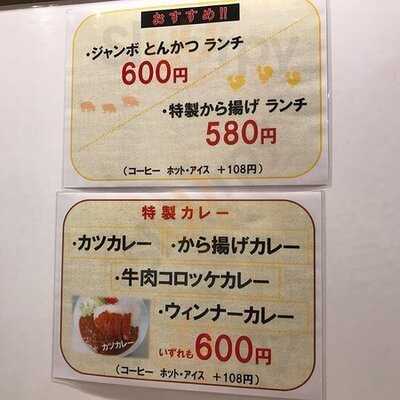 おすすめ!!
・ジャンボ とんかつ ランチ
600円
・特製から揚げ ランチ
580円
(コーヒー ホット・アイス +108円)
特製カレー
・カツカレー ・から揚げカレー
・牛肉コロッケカレー
・ウィンナーカレー
カツカレー
いずれも 600円
(コーヒー ホット・アイス +108円)